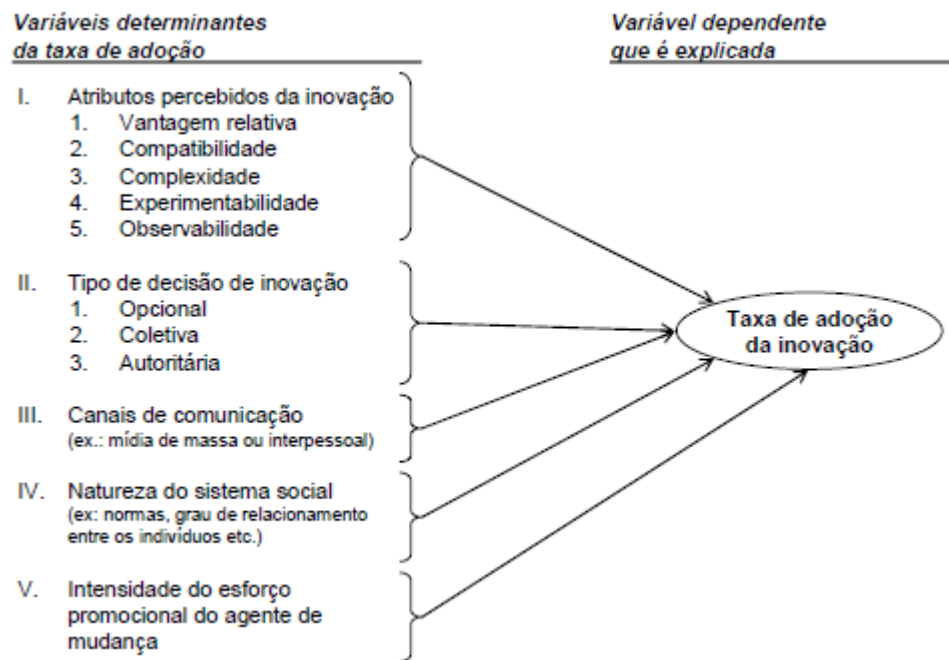 Variáveis determinantes
da taxa de adoção
Variável dependente
que é explicada
I. Atributos percebidos da inovação
1. Vantagem relativa
2. Compatibilidade
3. Complexidade
4. Experimentabilidade
5. Observabilidade
II. Tipo de decisão de inovação
1. Opcional
2. Coletiva
3. Autoritária
III. Canais de comunicação
(ex.: mídia de massa ou interpessoal)
IV. Natureza do sistema social
(ex: normas, grau de relacionamento
entre os indivíduos etc.)
V. Intensidade do esforço
promocional do agente de
mudança
Taxa de adoção
da inovação